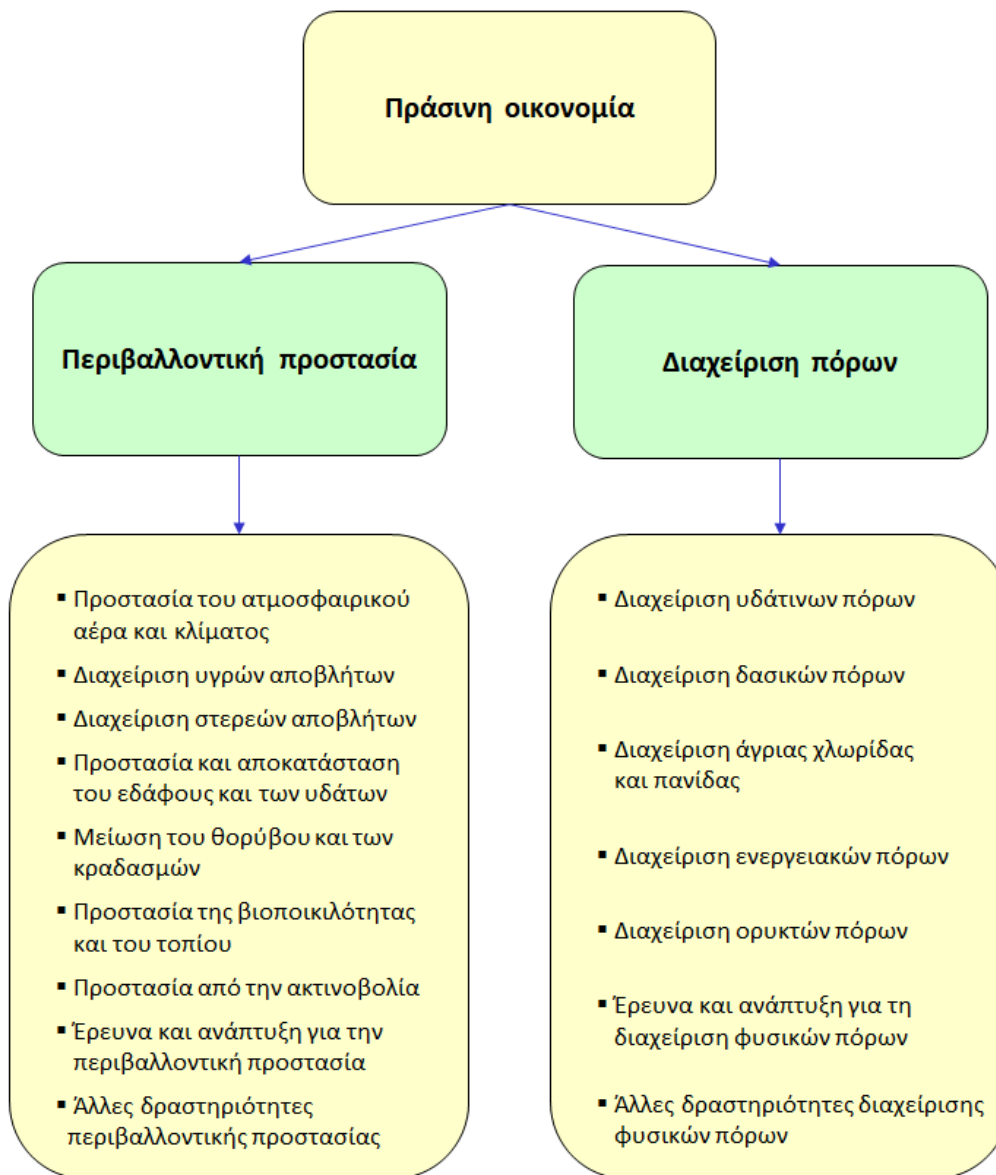 Πράσινη οικονομία
Περιβαλλοντική προστασία
Διαχείριση πόρων
▪ Προστασία του ατμοσφαιρικού
αέρα και κλίματος
▪ Διαχείριση υγρών αποβλήτων
▪ Διαχείριση στερεών αποβλήτων
▪ Προστασία και αποκατάσταση
του εδάφους και των υδάτων
▪ Μείωση του θορύβου και των
κραδασμών
▪ Προστασία της βιοποικιλότητας
και του τοπίου
▪ Προστασία από την ακτινοβολία
▪ Έρευνα και ανάπτυξη για την
περιβαλλοντική προστασία
▪ Άλλες δραστηριότητες
περιβαλλοντικής προστασίας
▪ Διαχείριση υδάτινων πόρων
▪ Διαχείριση δασικών πόρων
▪ Διαχείριση άγριας χλωρίδας
και πανίδας
▪ Διαχείριση ενεργειακών πόρων
▪ Διαχείριση ορυκτών πόρων
▪ Έρευνα και ανάπτυξη για τη
διαχείριση φυσικών πόρων
▪ Άλλες δραστηριότητες διαχείρισης
φυσικών πόρων